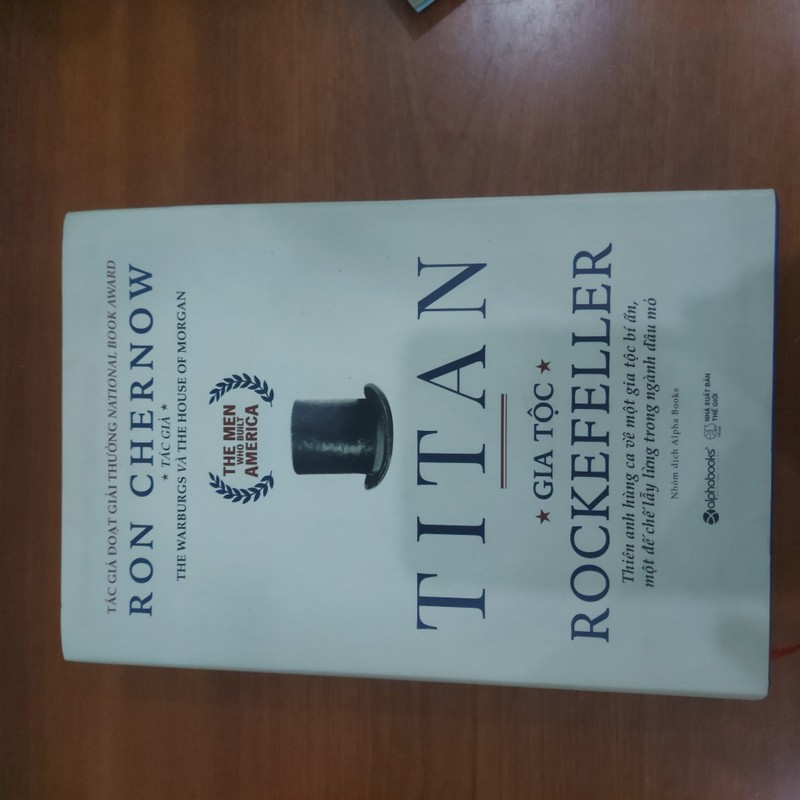 TÁC GIẢ ĐOẠT GIẢI THƯỞNG NATIONAL BOOK AWARD
RON CHERNOW
★ TÁC GIẢ ★
THE WARBURGS VÀ THE HOUSE OF MORGAN
THE MEN
WHO BUILT
AMERICA
TITAN
★ GIA TỘC ★
ROCKEFELLER
Thiên anh hùng ca về một gia tộc bí ẩn,
một đế chế lẫy lừng trong ngành dầu mỏ
Nhóm dịch Alpha Books
alphabooks
NHÀ XUẤT BẢN
THẾ GIỚI